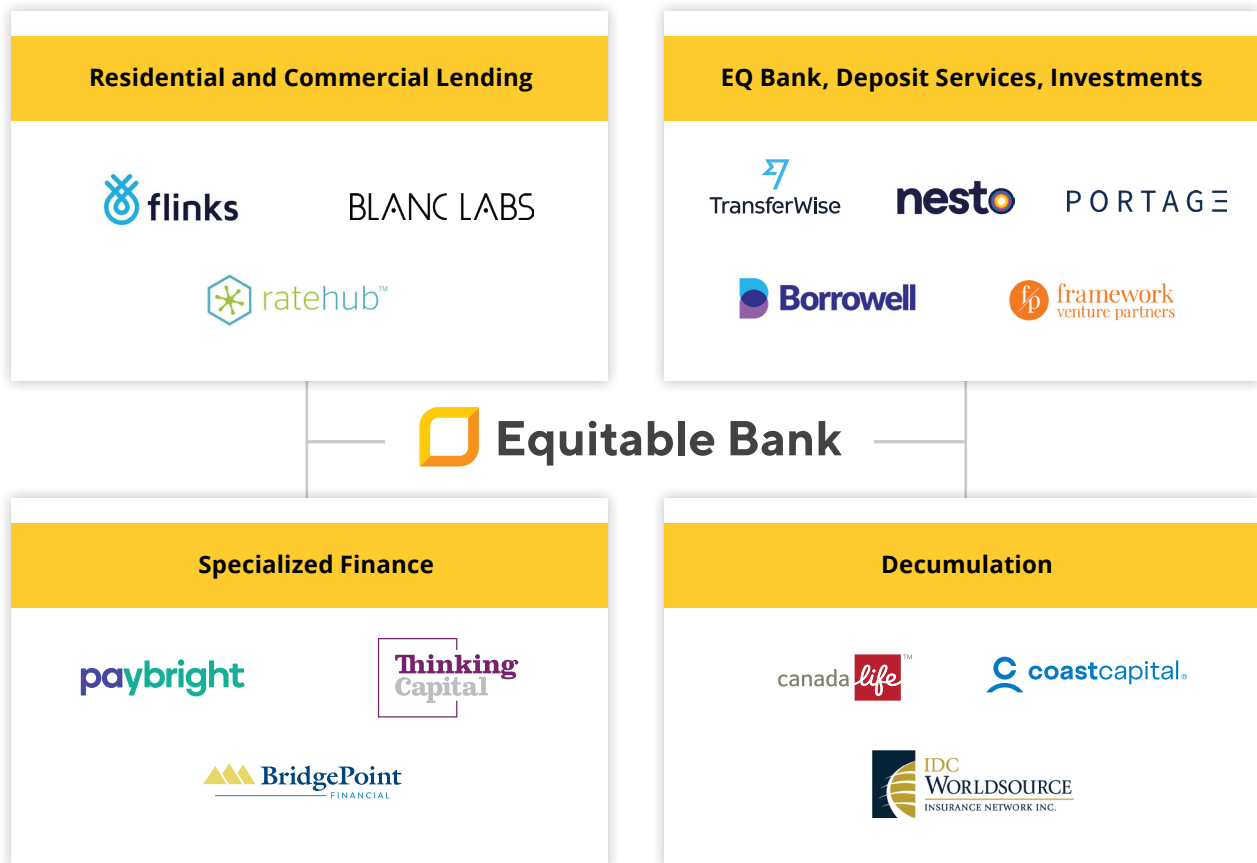 Residential and Commercial Lending
flinks
BLANC LABS
ratehub™
EQ Bank, Deposit Services, Investments
TransferWise
nesto
PORTAGE
Borrowell
f/p
framework
venture partners
Equitable Bank
Specialized Finance
paybright
Thinking
Capital
BridgePoint
FINANCIAL
Decumulation
canada life™
coastcapital®
IDC
WORLDSOURCE
INSURANCE NETWORK INC.